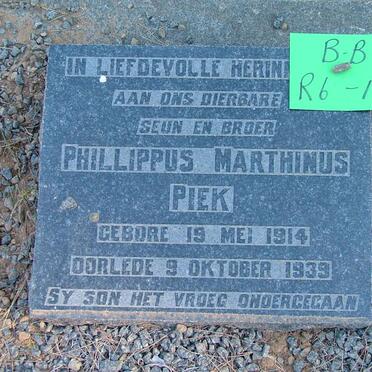 IN LIEFDEVOLLE HERIN
AAN ONS DIERBARE
SEUN EN BROER
PHILLIPPUS MARTHINUS
PIEK
GEBORE 19 MEI 1914
OORLEDE 9 OKTOBER 1939
SY SON HET VROEG ONDERGEGAAN
B-B
R6-1